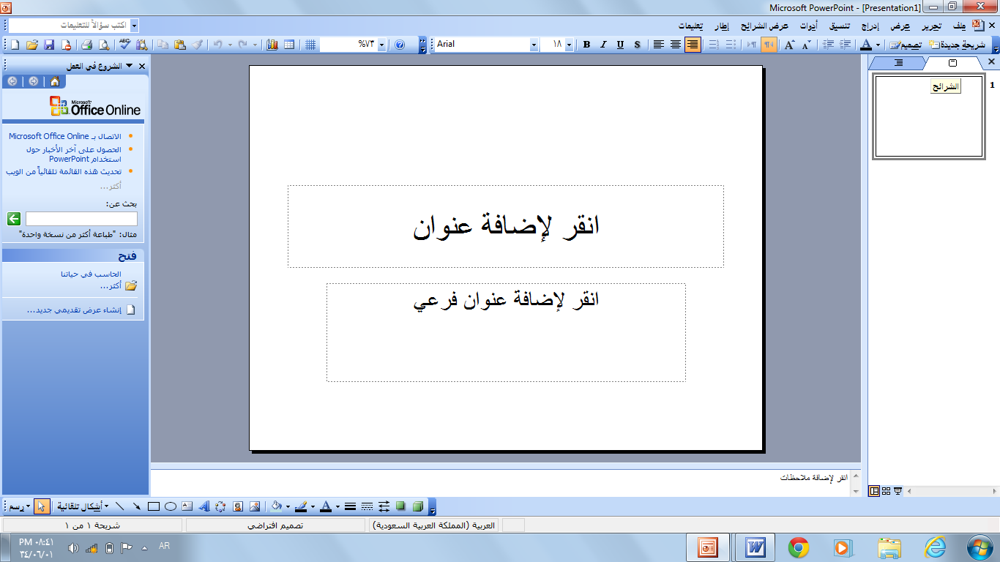 Microsoft PowerPoint - [Presentation1]
ملف تحرير عرض إدراج تنسيق أدوات عرض الشرائح إطار تعليمات
اكتب سؤالاً للتعليمات
شريحة جديدة تصميم
١٨ Arial
%٧٣
الشرائح
1
الشروع في العمل
Microsoft Office Online
الاتصال بـ Microsoft Office Online
الحصول على آخر الأخبار حول
استخدام PowerPoint
تحديث هذه القائمة تلقائياً من الويب
أكثر...
بحث عن:
مثال: "طباعة أكثر من نسخة واحدة"
فتح
الحاسب في حياتنا
أكثر...
إنشاء عرض تقديمي جديد...
انقر لإضافة عنوان
انقر لإضافة عنوان فرعي
انقر لإضافة ملاحظات
رسم أشكال تلقائية
شريحة ١ من ١ تصميم افتراضي العربية (المملكة العربية السعودية)
AR
٠٨:٤١ PM
٣٤/٠٦/٠١